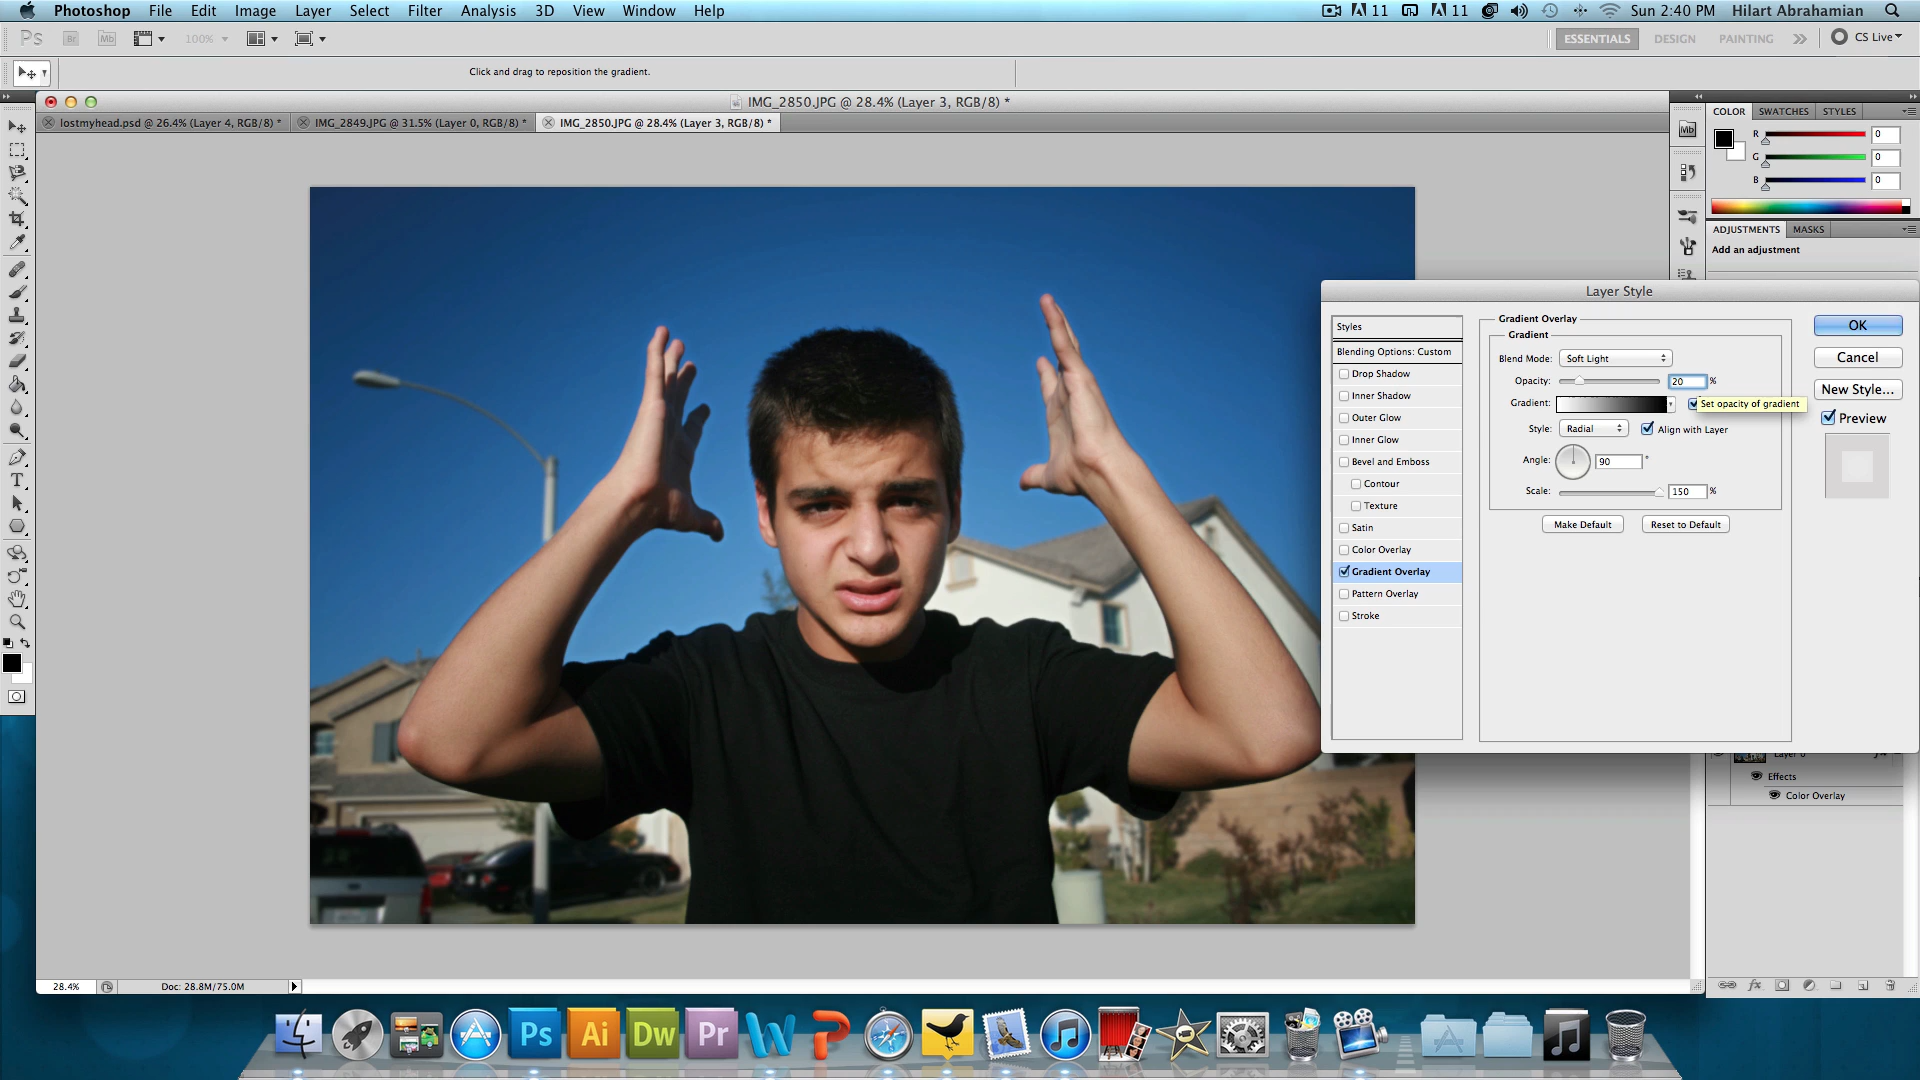 Photoshop File Edit Image Layer Select Filter Analysis 3D View Window Help 11 11 Sun 2:40 PM Hilart Abrahamian
Ps Br Mb 100% ESSENTIALS DESIGN PAINTING CS Live
Click and drag to reposition the gradient.
IMG_2850.JPG @ 28.4% (Layer 3, RGB/8) *
lostmyhead.psd @ 26.4% (Layer 4, RGB/8) * IMG_2849.JPG @ 31.5% (Layer 0, RGB/8) * IMG_2850.JPG @ 28.4% (Layer 3, RGB/8) *
Mb
COLOR SWATCHES STYLES
R 0
G 0
B 0
ADJUSTMENTS MASKS
Add an adjustment
Layer Style
Styles
Blending Options: Custom
Drop Shadow
Inner Shadow
Outer Glow
Inner Glow
Bevel and Emboss
Contour
Texture
Satin
Color Overlay
Gradient Overlay
Pattern Overlay
Stroke
Gradient Overlay
Gradient
Blend Mode: Soft Light
Opacity: 20 %
Gradient: Set opacity of gradient
Style: Radial Align with Layer
Angle: 90 °
Scale: 150 %
Make Default Reset to Default
OK
Cancel
New Style...
Preview
Effects
Color Overlay
28.4% Doc: 28.8M/75.0M
fx
Ps Ai Dw Pr